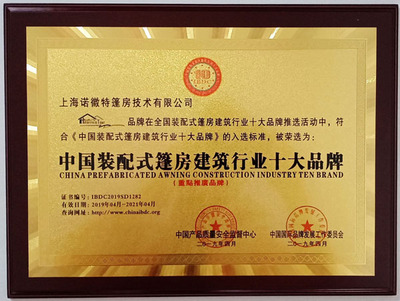 上海诺徽特篷房技术有限公司
品牌在全国装配式篷房建筑行业十大品牌推选活动中，符
合《中国装配式篷房建筑行业十大品牌》的入选标准，被荣选为：
中国装配式篷房建筑行业十大品牌
CHINA PREFABRICATED AWNING CONSTRUCTION INDUSTRY TEN BRAND
（重点推广品牌）
证书编号：IBDC2019SD1282
有效日期：2019年04月-2021年04月
查询网址：http://www.chinaibdc.org
中国产品质量安全监督中心
二〇一九年四月
中国国际品牌发展工作委员会
二〇一九年四月